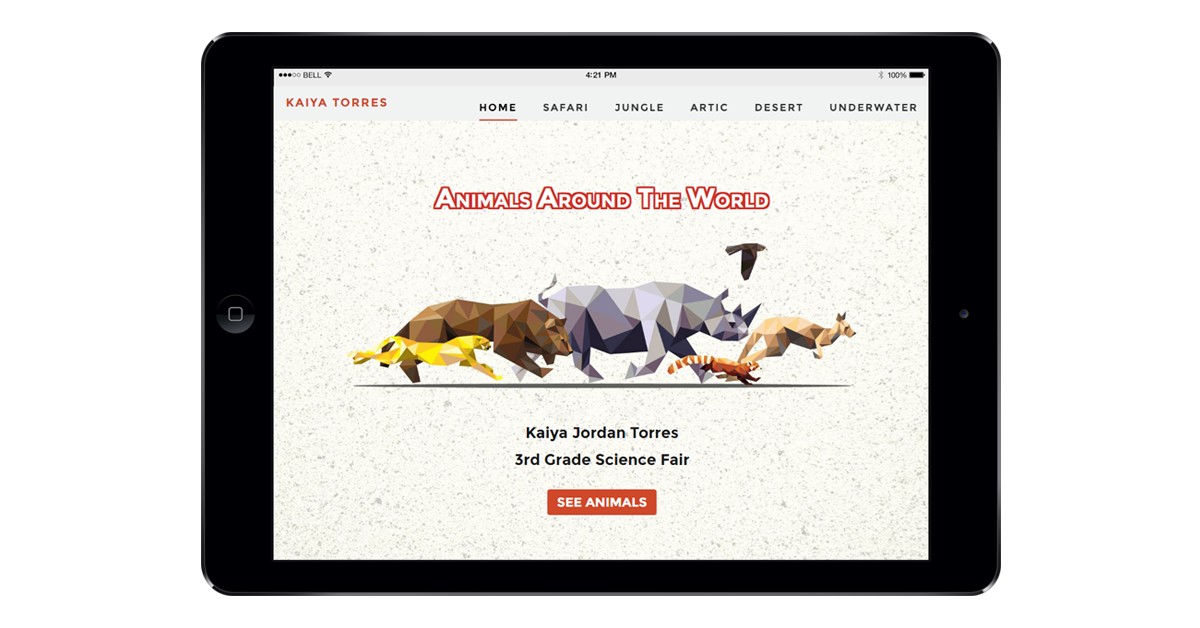 BELL 4:21 PM 100%
KAIYA TORRES HOME SAFARI JUNGLE ARTIC DESERT UNDERWATER
Animals Around The World
Kaiya Jordan Torres
3rd Grade Science Fair
SEE ANIMALS